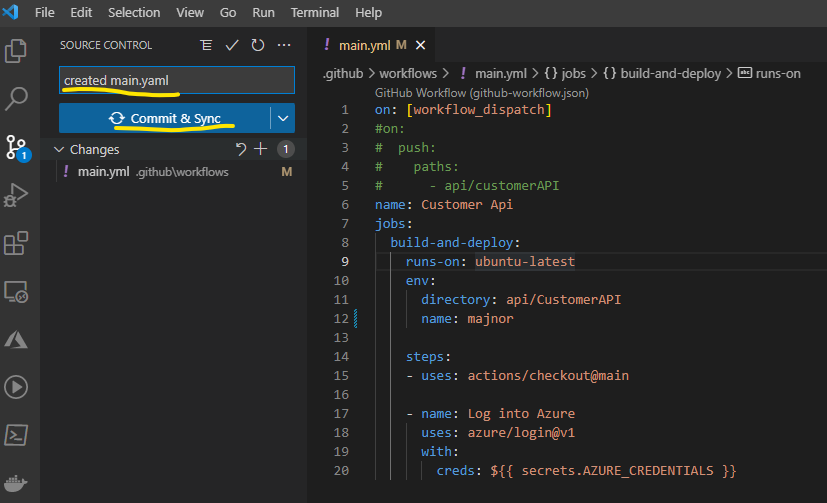 File Edit Selection View Go Run Terminal Help
SOURCE CONTROL
created main.yaml
Commit & Sync
Changes 1
! main.yml .github\workflows M
1
! main.yml M
.github > workflows > ! main.yml > {} jobs > {} build-and-deploy > abc runs-on
GitHub Workflow (github-workflow.json)
1 on: [workflow_dispatch]
2 #on:
3 #  push:
4 #    paths:
5 #      - api/customerAPI
6 name: Customer Api
7 jobs:
8   build-and-deploy:
9     runs-on: ubuntu-latest
10     env:
11       directory: api/CustomerAPI
12       name: majnor
13
14     steps:
15     - uses: actions/checkout@main
16
17     - name: Log into Azure
18       uses: azure/login@v1
19       with:
20         creds: ${{ secrets.AZURE_CREDENTIALS }}